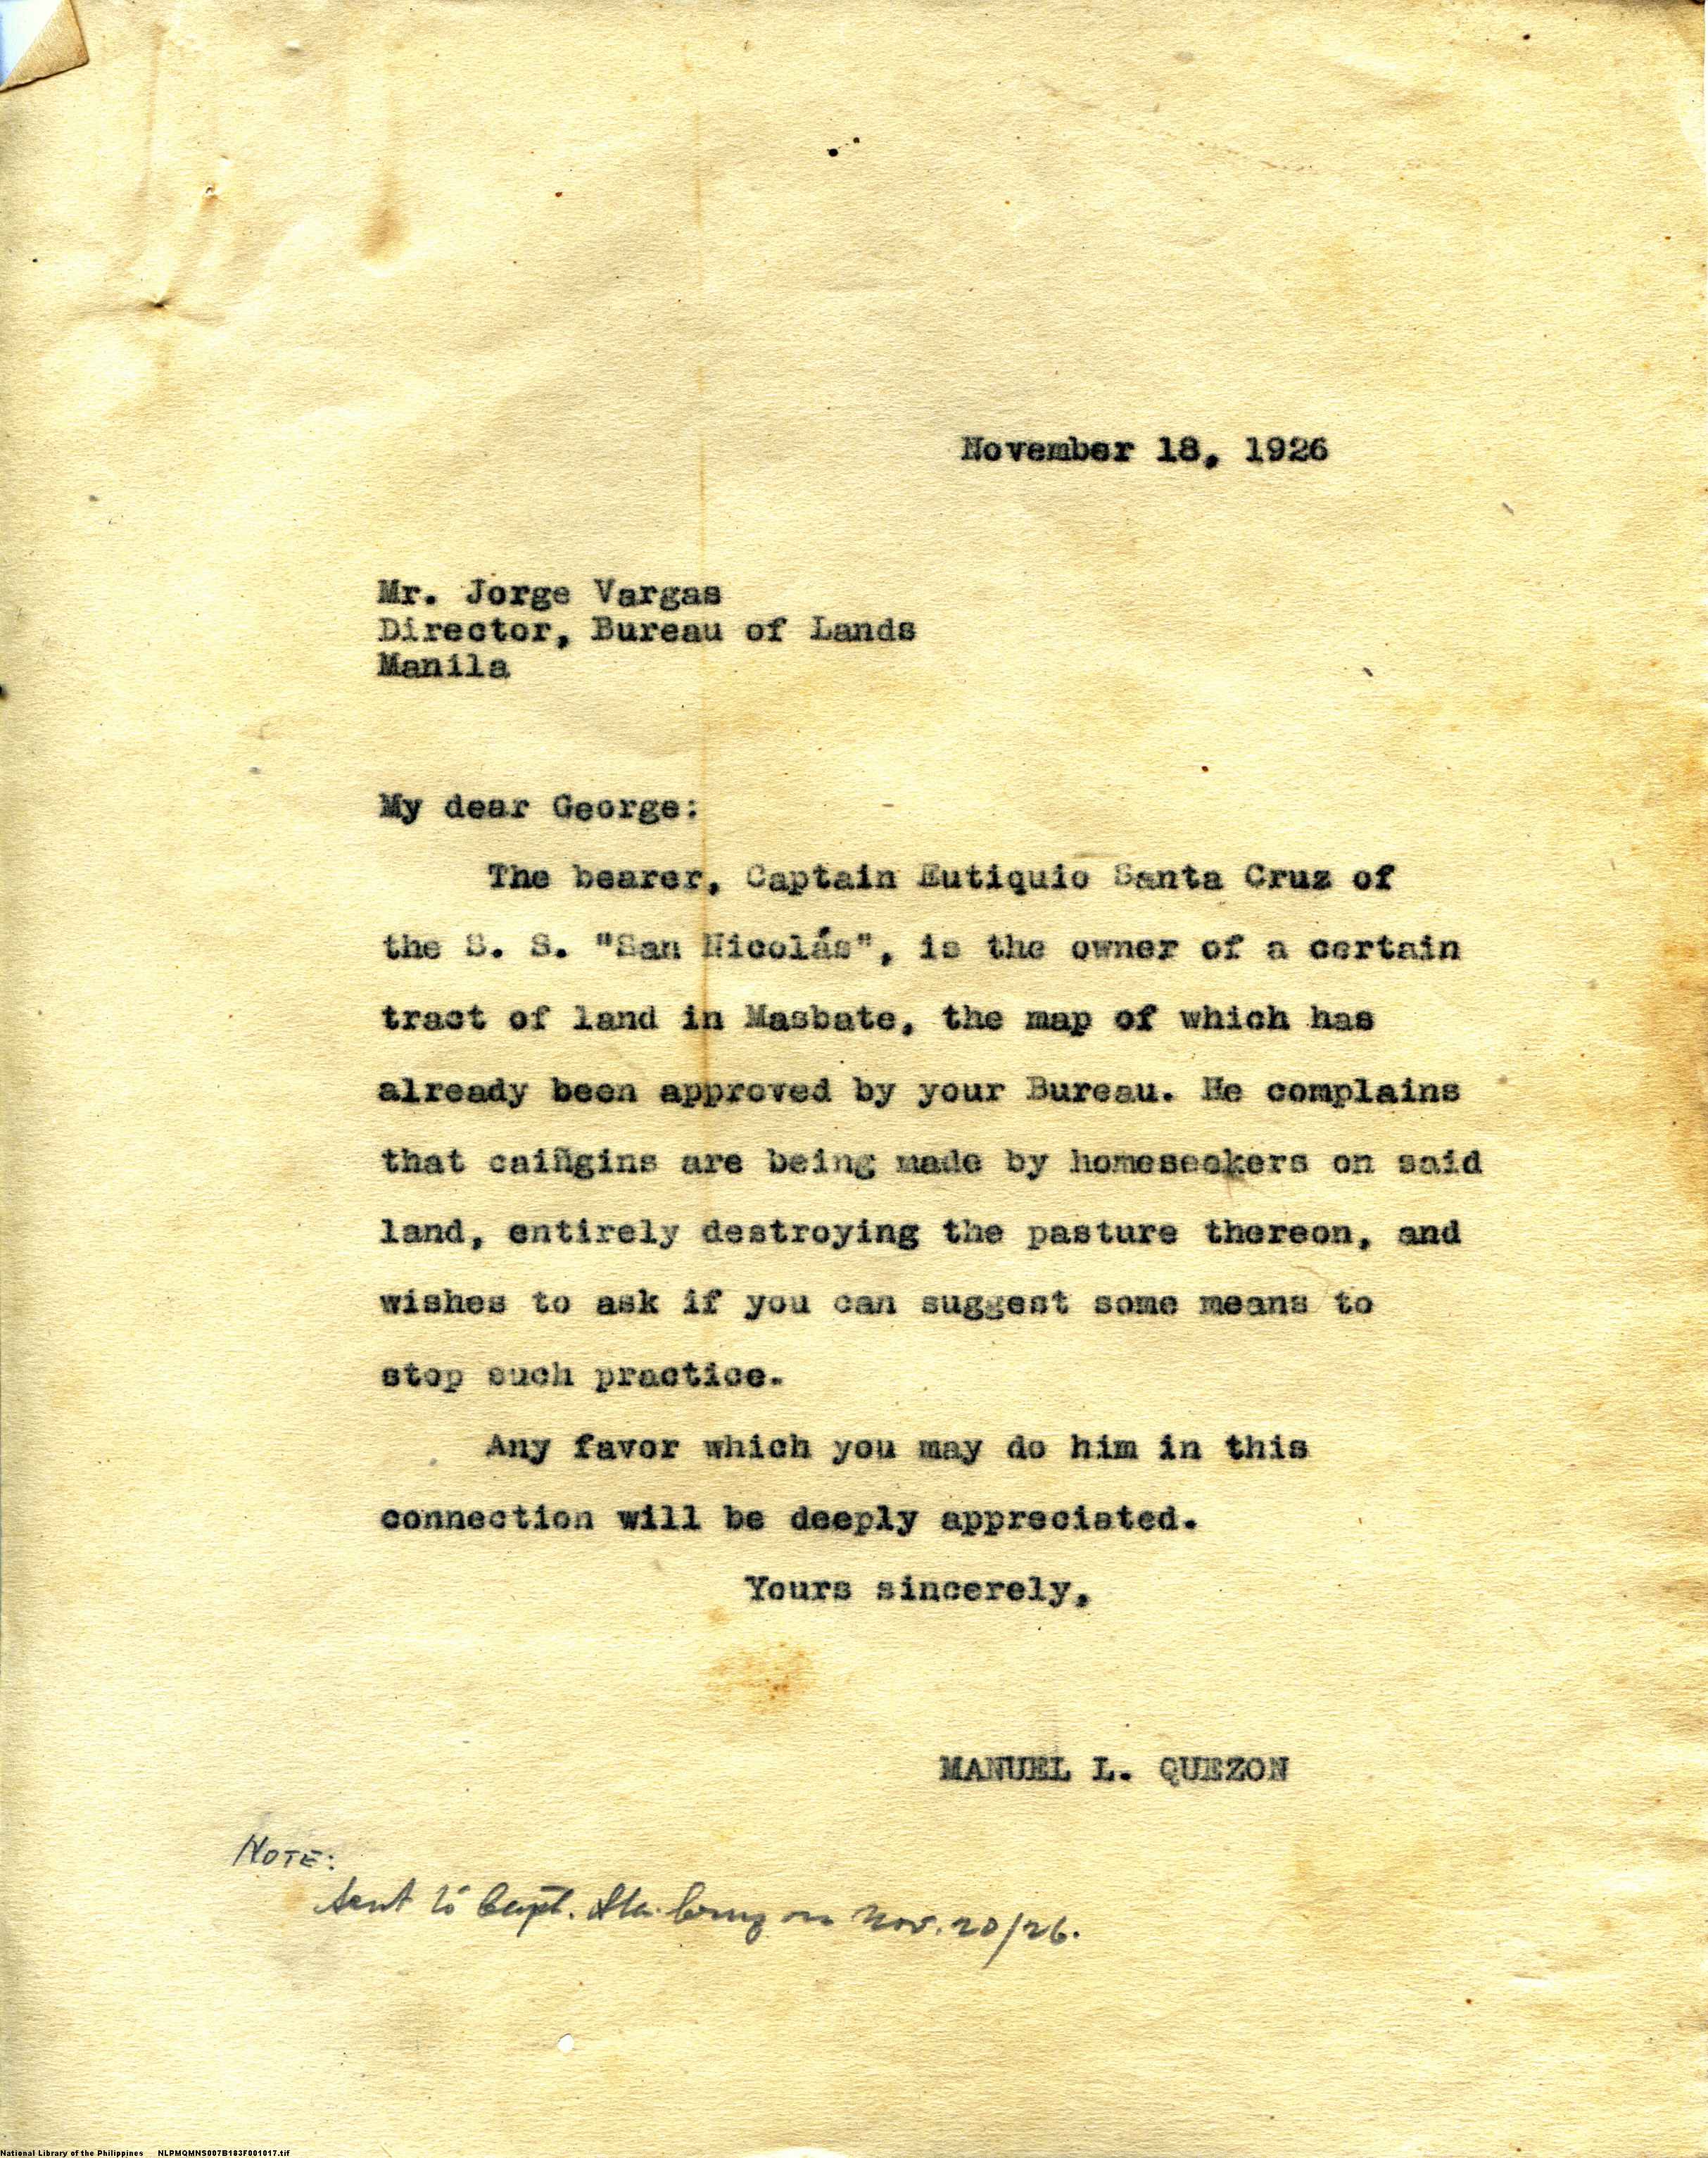 November 18, 1926
Mr. Jorge Vargas
Director, Bureau of Lands
Manila
My dear George:
The bearer, Captain Eutiquio Santa Cruz of
the S. S. "San Nicolás", is the owner of a certain
tract of land in Masbate, the map of which has
already been approved by your Bureau. He complains
that caiñgins are being made by homeseekers on said
land, entirely destroying the pasture thereon, and
wishes to ask if you can suggest some means to
stop such practice.
Any favor which you may do him in this
connection will be deeply appreciated.
Yours sincerely,
MANUEL L. QUEZON
NOTE:
Sent to Capt. Sta. Cruz on Nov. 20/26.
National Library of the Philippines NLPMQMNS007B183F001017.tif